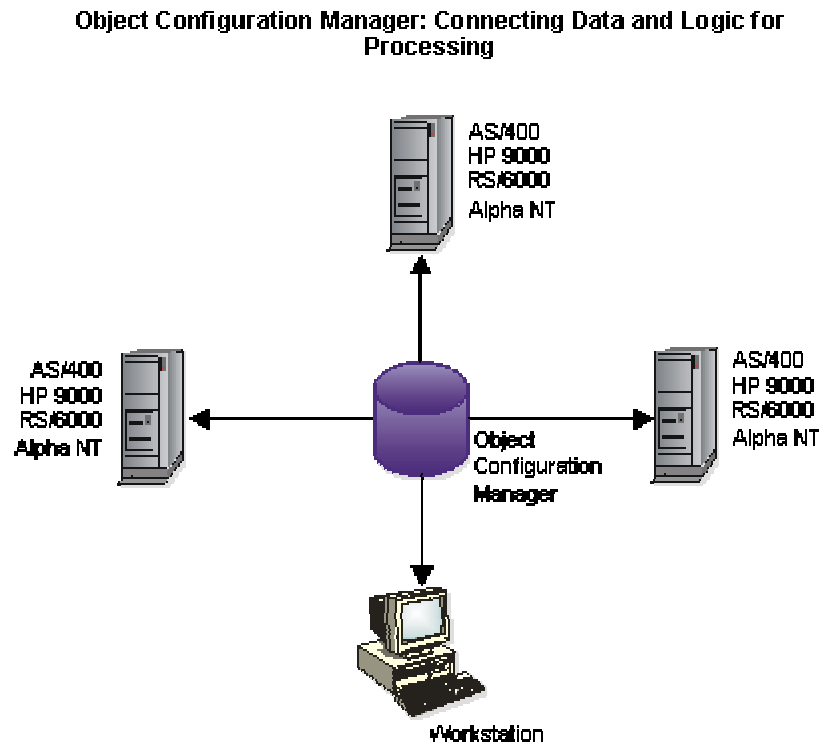 Object Configuration Manager: Connecting Data and Logic for
Processing
AS/400
HP 9000
RS/6000
Alpha NT
AS/400
HP 9000
RS/6000
Alpha NT
AS/400
HP 9000
RS/6000
Alpha NT
Object
Configuration
Manager
Workstation